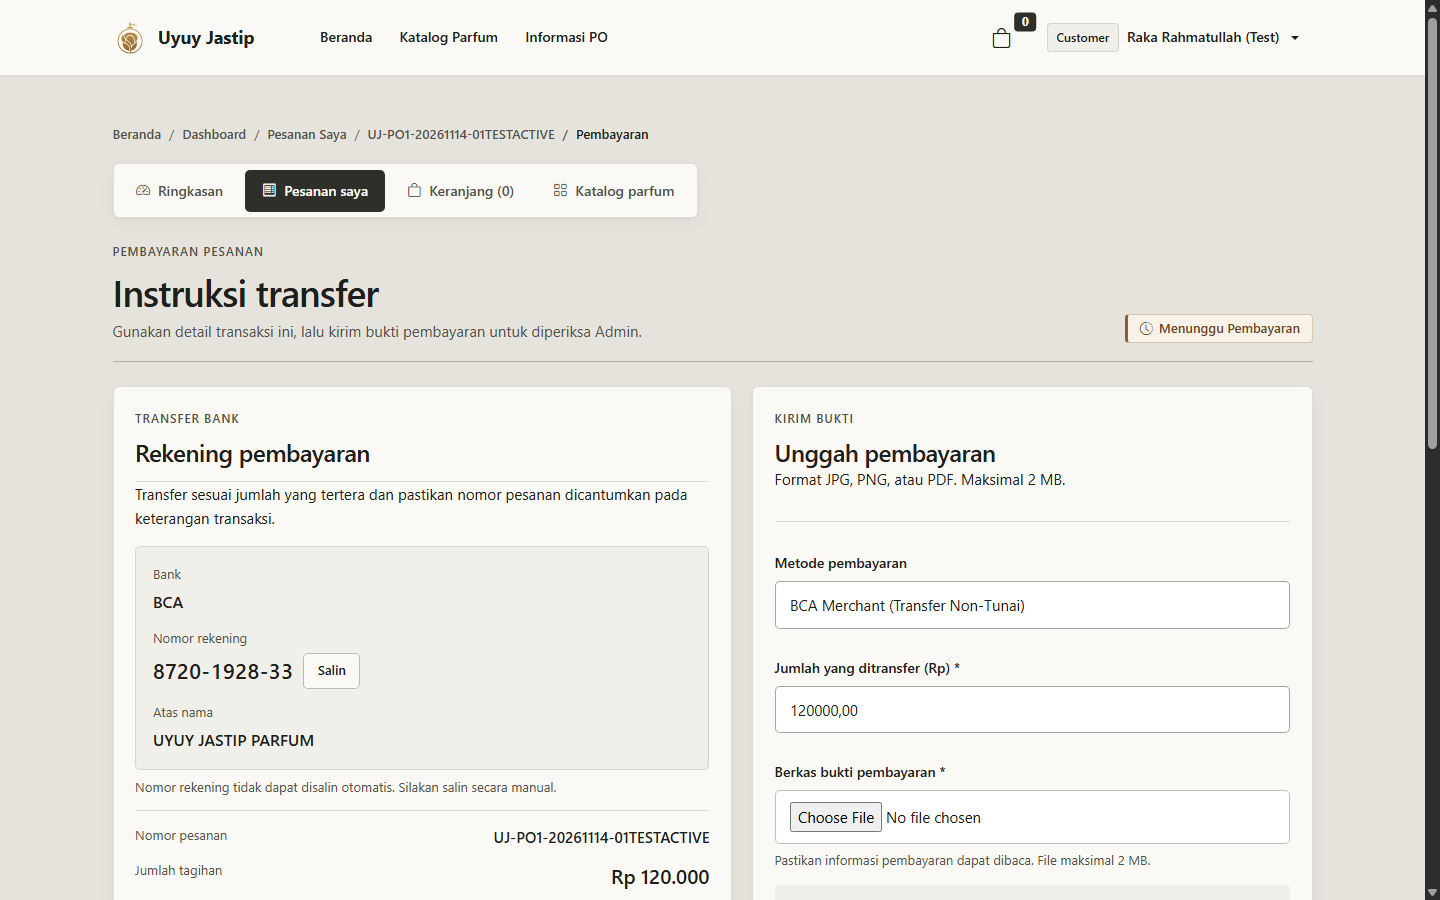 Uyuy Jastip
Beranda
Katalog Parfum
Informasi PO
0
Customer
Raka Rahmatullah (Test)
Beranda / Dashboard / Pesanan Saya / UJ-PO1-20261114-01TESTACTIVE / Pembayaran
Ringkasan
Pesanan saya
Keranjang (0)
Katalog parfum
PEMBAYARAN PESANAN
Instruksi transfer
Gunakan detail transaksi ini, lalu kirim bukti pembayaran untuk diperiksa Admin.
Menunggu Pembayaran
TRANSFER BANK
Rekening pembayaran
Transfer sesuai jumlah yang tertera dan pastikan nomor pesanan dicantumkan pada
keterangan transaksi.
Bank
BCA
Nomor rekening
8720-1928-33
Salin
Atas nama
UYUY JASTIP PARFUM
Nomor rekening tidak dapat disalin otomatis. Silakan salin secara manual.
Nomor pesanan
UJ-PO1-20261114-01TESTACTIVE
Jumlah tagihan
Rp 120.000
KIRIM BUKTI
Unggah pembayaran
Format JPG, PNG, atau PDF. Maksimal 2 MB.
Metode pembayaran
BCA Merchant (Transfer Non-Tunai)
Jumlah yang ditransfer (Rp) *
120000,00
Berkas bukti pembayaran *
Choose File No file chosen
Pastikan informasi pembayaran dapat dibaca. File maksimal 2 MB.